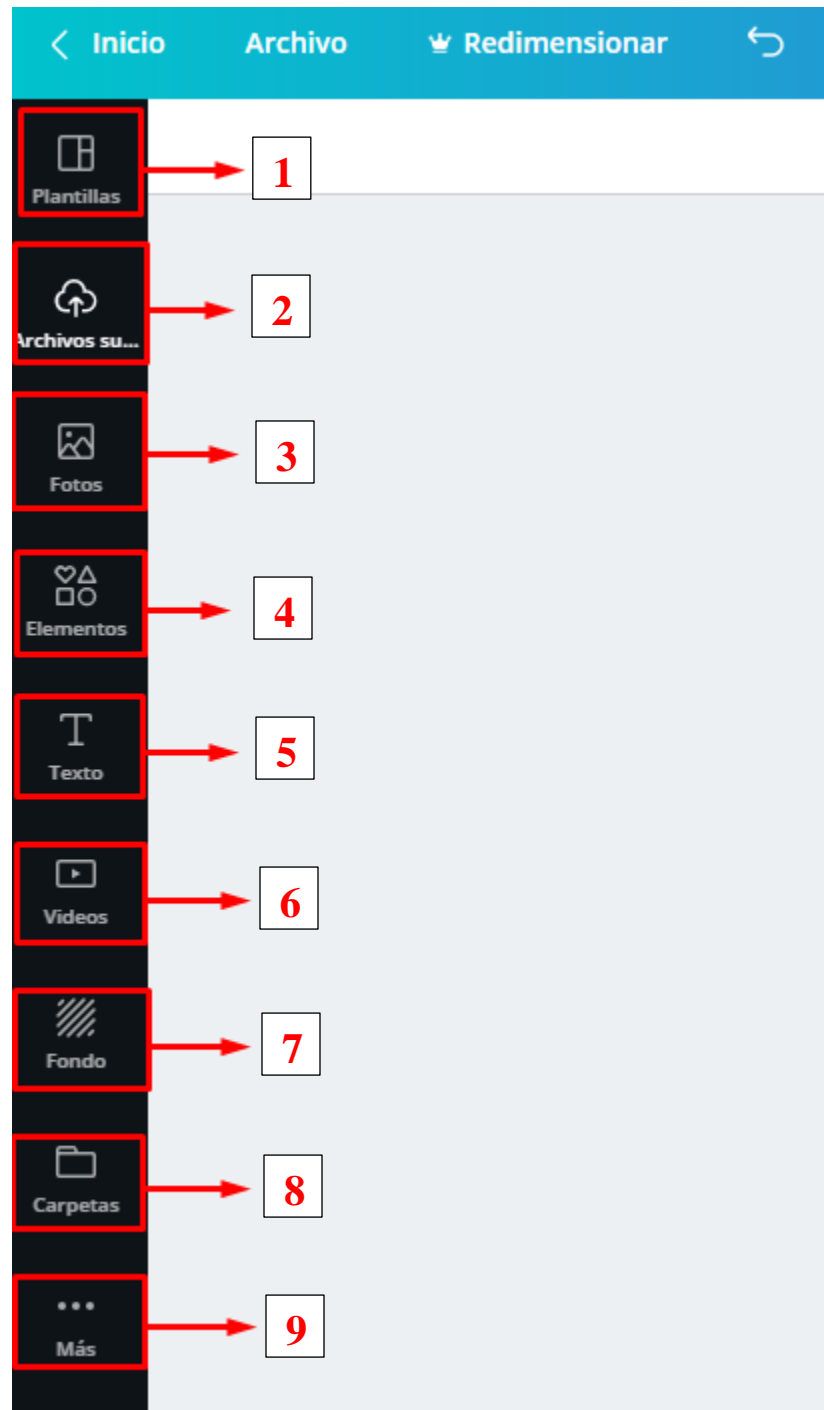 Inicio Archivo Redimensionar
Plantillas 1
Archivos su... 2
Fotos 3
Elementos 4
Texto 5
Videos 6
Fondo 7
Carpetas 8
Más 9